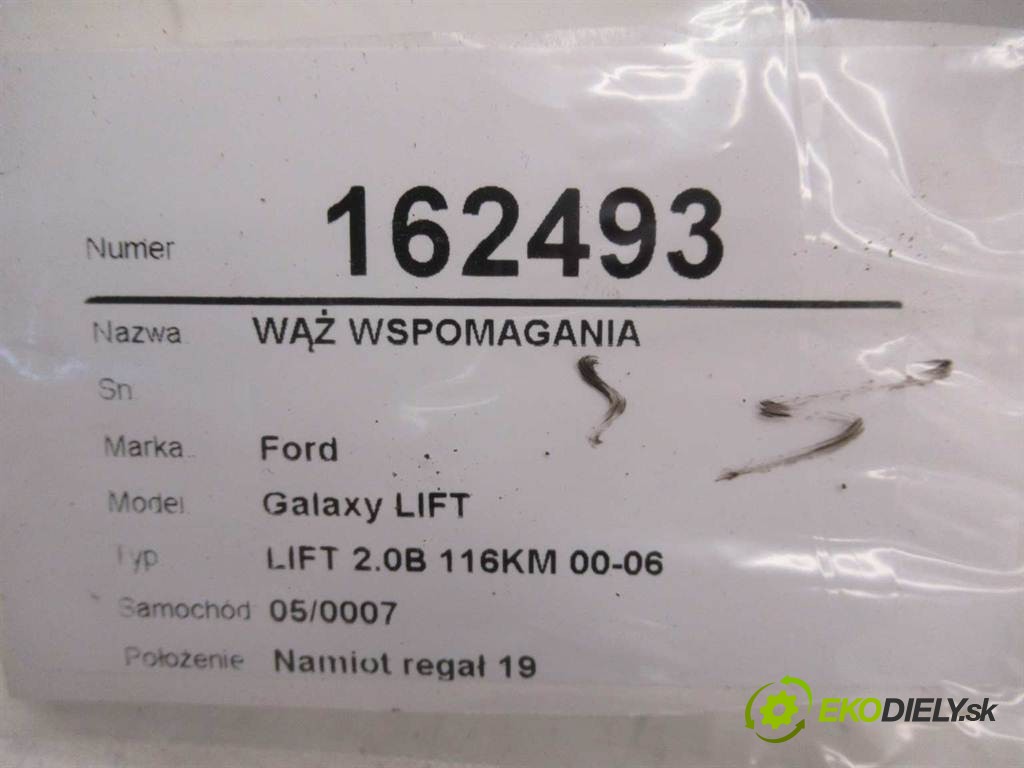 Numer 162493
Nazwa WĄŻ WSPOMAGANIA
Sn
Marka Ford
Model Galaxy LIFT
Typ LIFT 2.0B 116KM 00-06
Samochód 05/0007
Położenie Namiot regał 19
EKODIELY.sk